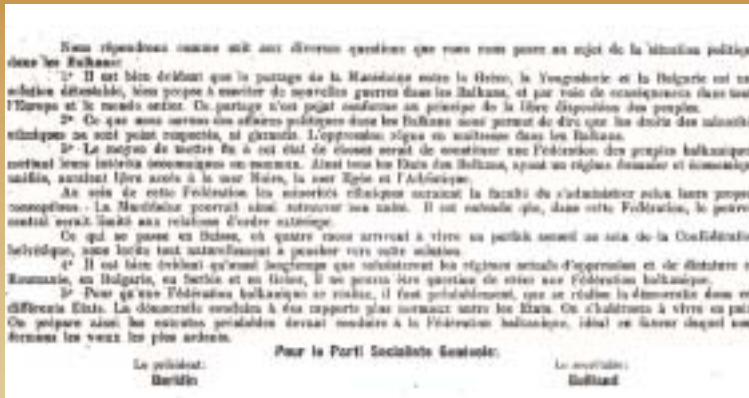 Nous répondrons comme suit aux diverses questions que vous nous posez au sujet de la situation politiq
dans les Balkans:
1° Il est bien évident que le partage de la Macédoine entre la Grèce, la Yougoslavie et la Bulgarie est un
solution détestable, bien propre à susciter de nouvelles guerres dans les Balkans, et par voie de conséquences dans tout
l'Europe et le monde entier. Ce partage n'est point conforme au principe de la libre disposition des peuples.
2° Ce que nous savons des affaires politiques dans les Balkans nous permet de dire que les droits des minorités
ethniques ne sont point respectés, ni garantis. L'oppression règne en maîtresse dans les Balkans.
3° Le moyen de mettre fin à cet état de choses serait de constituer une Fédération des peuples balkaniques
mettant leurs intérêts économiques en commun. Ainsi tous les Etats des Balkans, ayant un régime douanier et économique
unifié, auraient libre accès à la mer Noire, la mer Egée et l'Adriatique.
Au sein de cette Fédération les minorités ethniques auraient la faculté de s'administrer selon leurs propres
conceptions. La Macédoine pourrait ainsi retrouver son unité. Il est entendu que, dans cette Fédération, le pouvoir
central serait limité aux relations d'ordre extérieur.
Ce qui se passe en Suisse, où quatre races arrivent à vivre en parfait accord au sein de la Confédération
helvétique, nous incite tout naturellement à pencher vers cette solution.
4° Il est bien évident qu'aussi longtemps que subsisteront les régimes actuels d'oppression et de dictature en
Roumanie, en Bulgarie, en Serbie et en Grèce, il ne pourra être question de créer une Fédération balkanique.
5° Pour qu'une Fédération balkanique se réalise, il faut préalablement, que se réalise la démocratie dans
différents Etats. La démocratie conduira à des rapports plus normaux entre les Etats. On s'habituera à vivre en paix
On prépare ainsi les ententes préalables devant conduire à la Fédération balkanique, idéal en faveur duquel nous
formons les vœux les plus ardents.
Pour le Parti Socialiste Genevois:
Le président:
Le secrétaire: